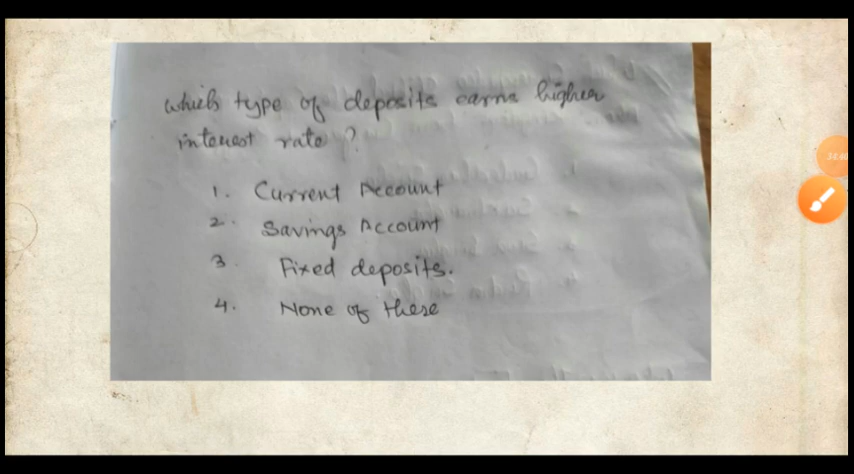 which type of deposits earns higher
interest rate ?
1. Current Account
2. Savings Account
3. Fixed deposits.
4. None of these